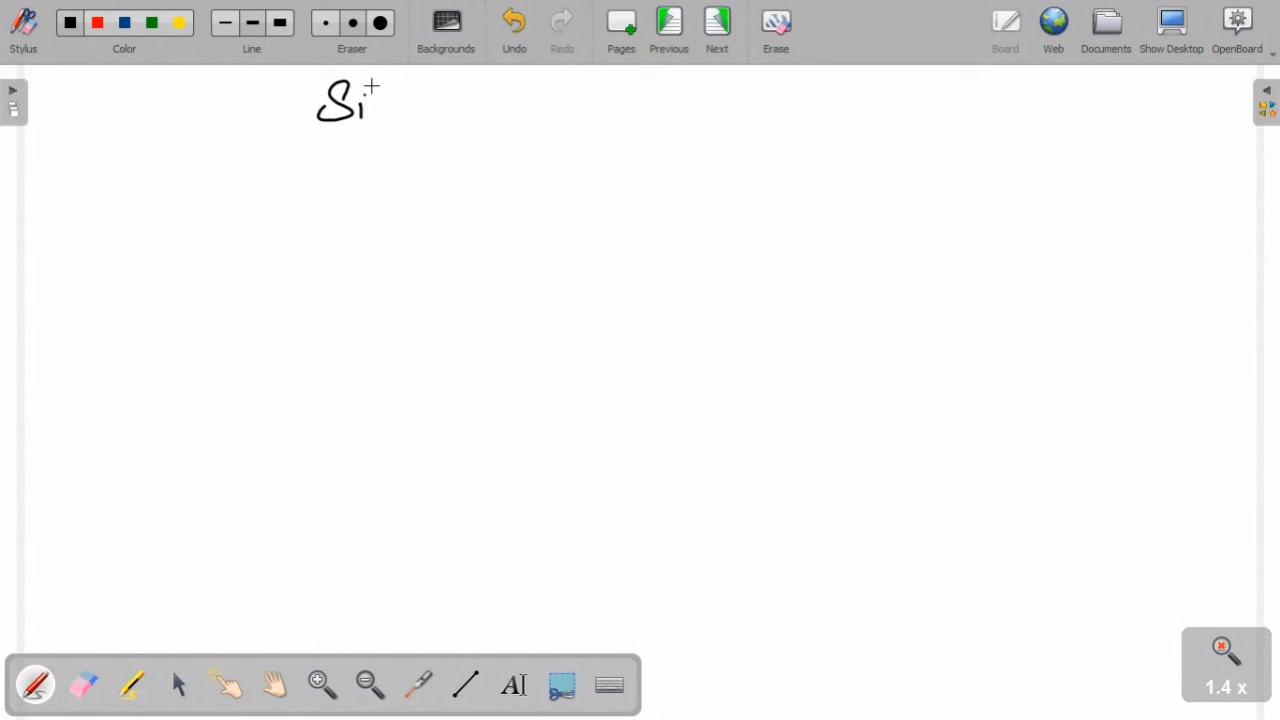 Stylus Color Line Eraser Backgrounds Undo Redo Pages Previous Next Erase Board Web Documents Show Desktop OpenBoard
Si
AI
1.4 x